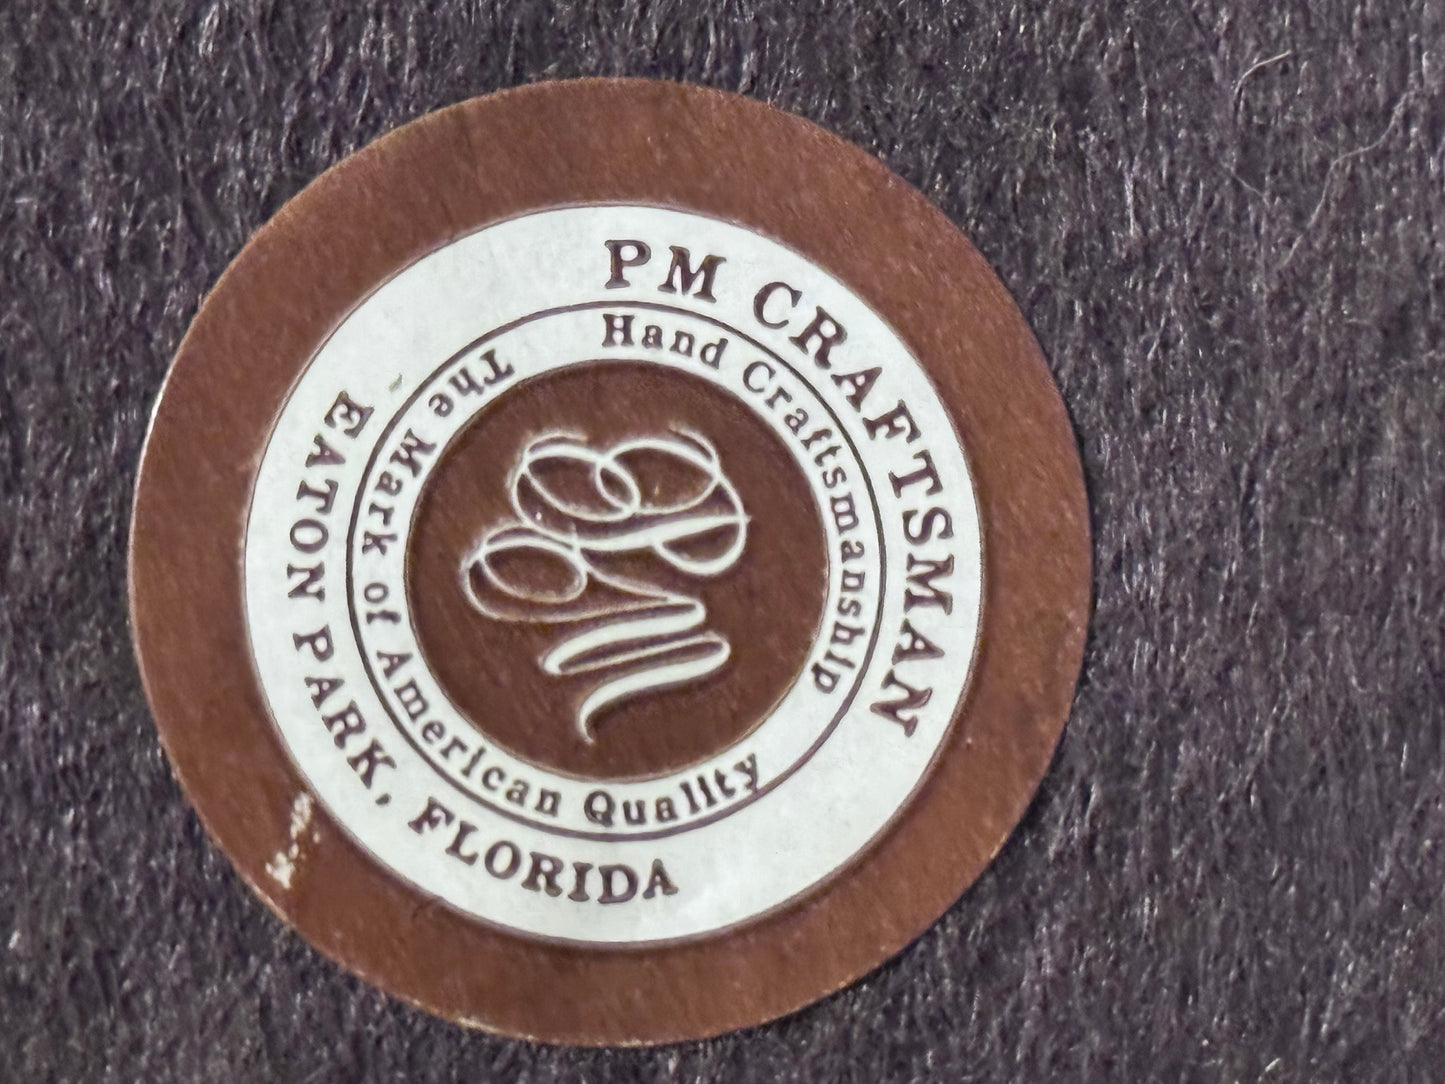 PM CRAFTSMAN
Hand Craftsmanship
The Mark of American Quality
EATON PARK, FLORIDA